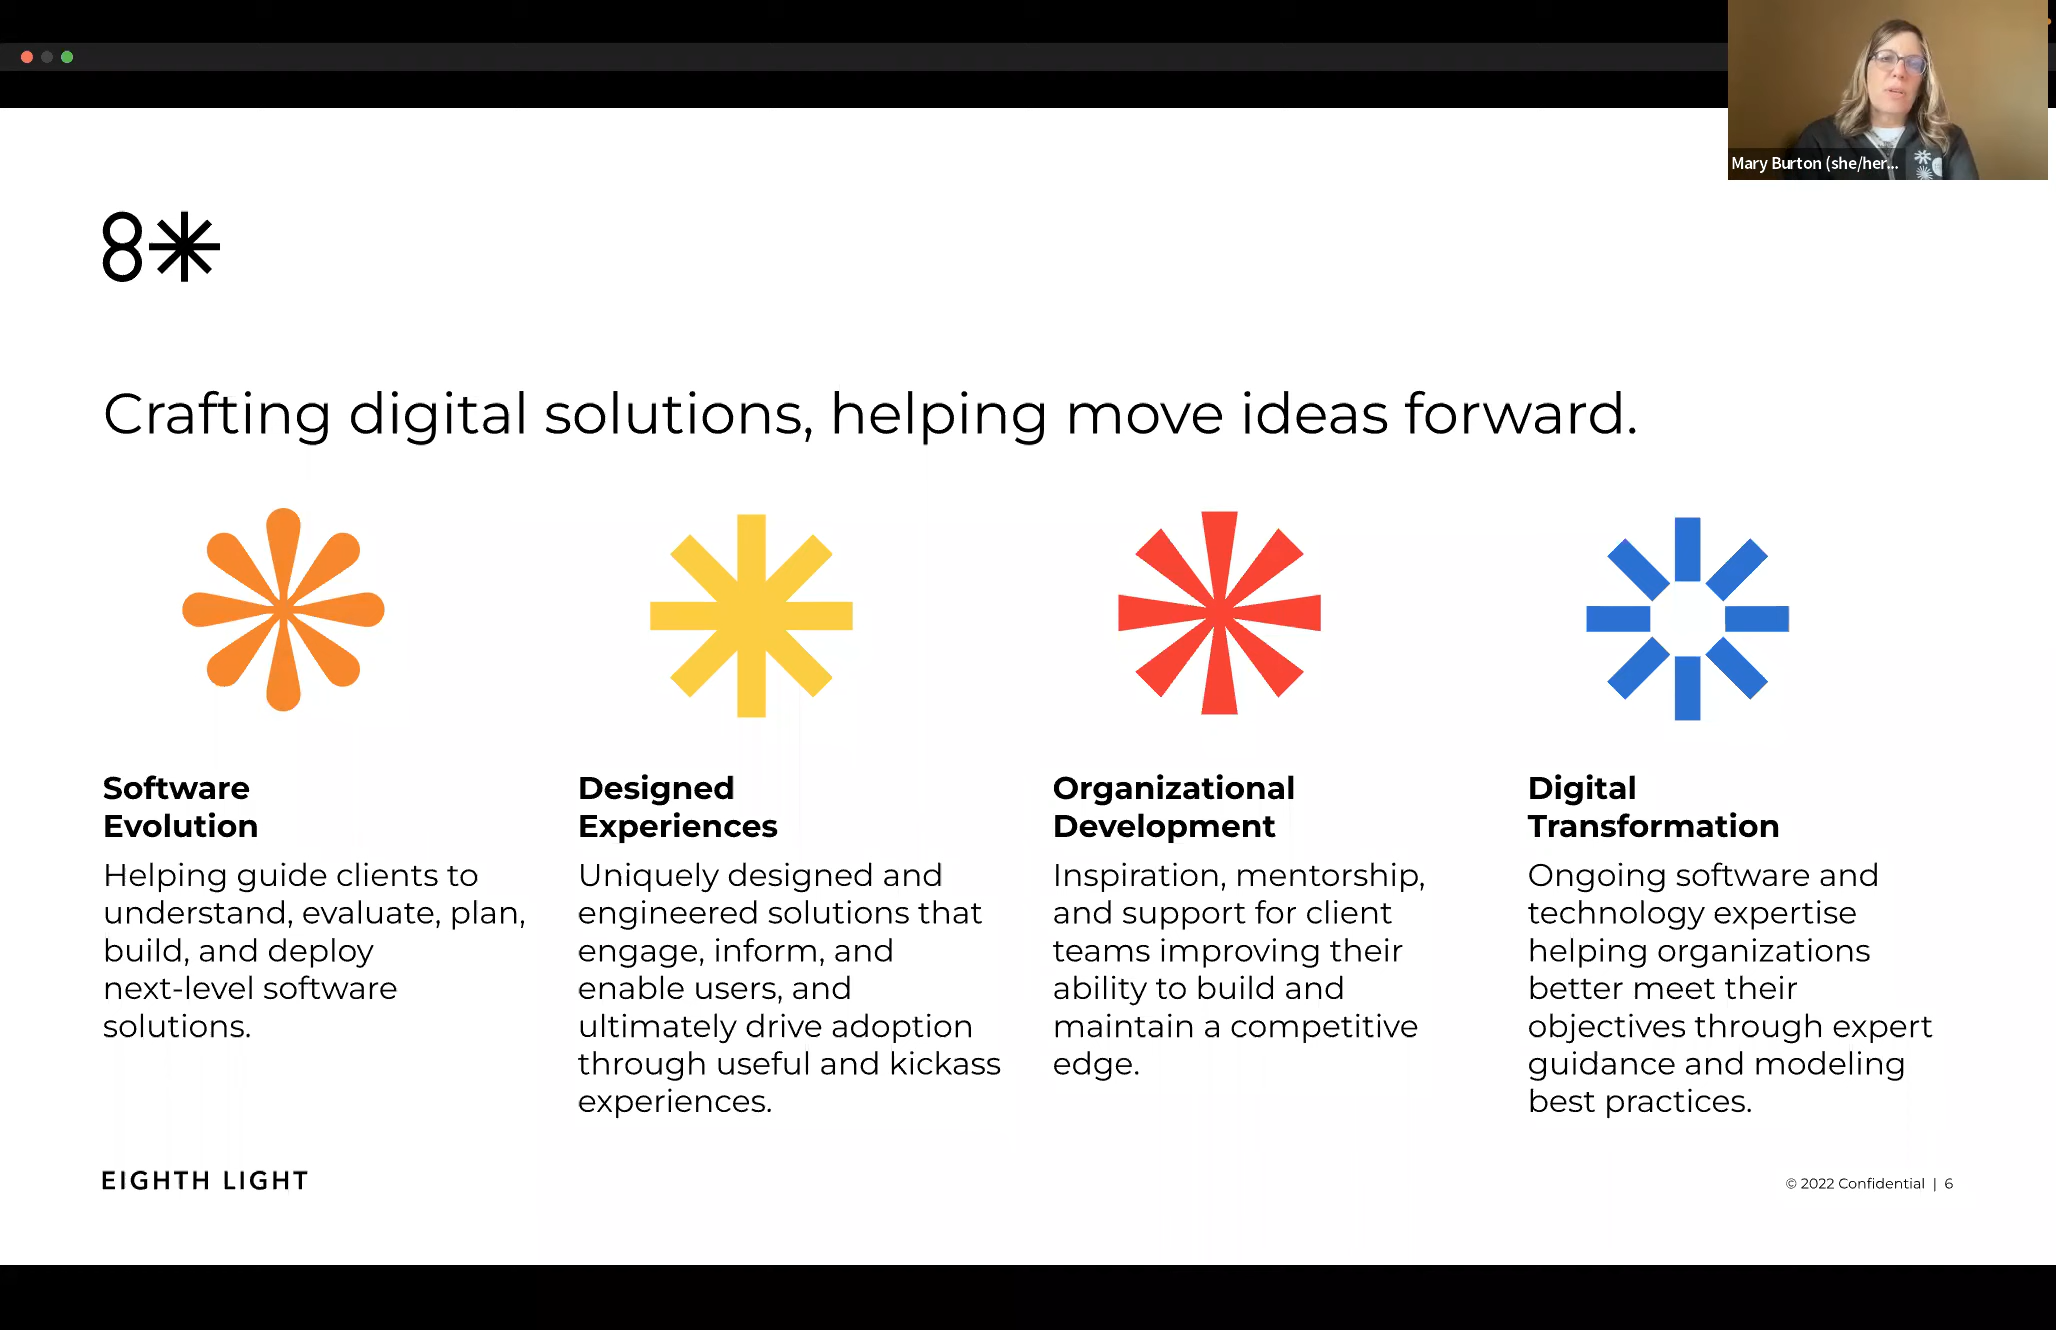 Mary Burton (she/her...
8
Crafting digital solutions, helping move ideas forward.
Software
Evolution
Helping guide clients to
understand, evaluate, plan,
build, and deploy
next-level software
solutions.
Designed
Experiences
Uniquely designed and
engineered solutions that
engage, inform, and
enable users, and
ultimately drive adoption
through useful and kickass
experiences.
Organizational
Development
Inspiration, mentorship,
and support for client
teams improving their
ability to build and
maintain a competitive
edge.
Digital
Transformation
Ongoing software and
technology expertise
helping organizations
better meet their
objectives through expert
guidance and modeling
best practices.
EIGHTH LIGHT
© 2022 Confidential | 6